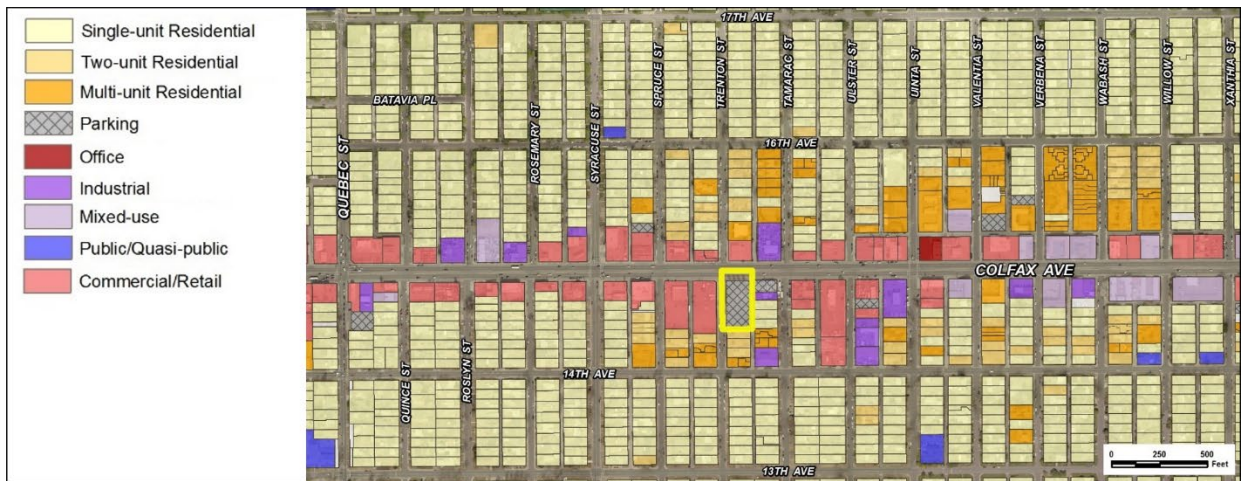 Single-unit Residential
Two-unit Residential
Multi-unit Residential
Parking
Office
Industrial
Mixed-use
Public/Quasi-public
Commercial/Retail
17TH AVE
SPRUCE ST
TRENTON ST
TAMARAC ST
ULSTER ST
UINTA ST
VALENTIA ST
VERBENA ST
WABASH ST
WILLOW ST
XANTHIA ST
BATAVIA PL
QUEBEC ST
ROSEMARY ST
SYRACUSE ST
16TH AVE
COLFAX AVE
QUINCE ST
ROSLYN ST
14TH AVE
13TH AVE
0 250 500
Feet